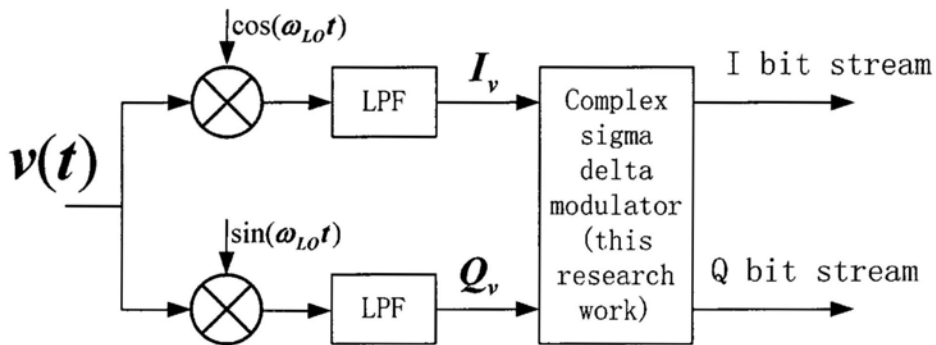 cos(ω_LO t)
LPF
I_v
I bit stream
v(t)
Complex
sigma
delta
modulator
(this
research
work)
sin(ω_LO t)
LPF
Q_v
Q bit stream